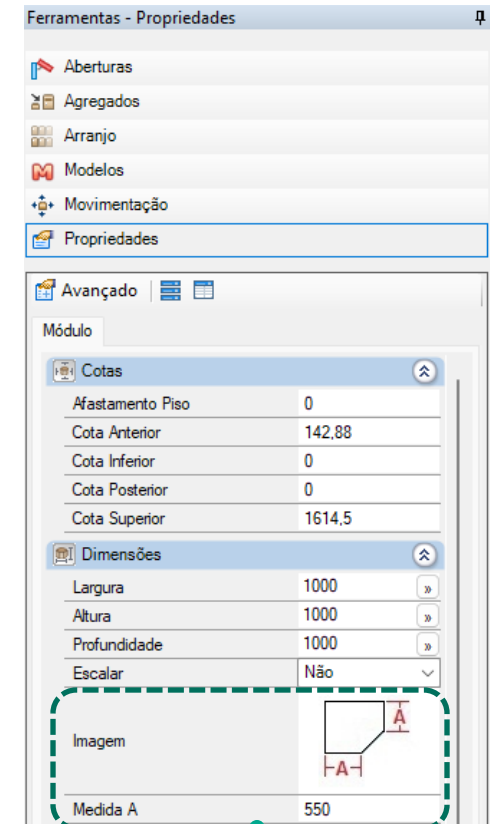 Ferramentas - Propriedades
Aberturas
Agregados
Arranjo
Modelos
Movimentação
Propriedades
Avançado
Módulo
Cotas
Afastamento Piso 0
Cota Anterior 142,88
Cota Inferior 0
Cota Posterior 0
Cota Superior 1614,5
Dimensões
Largura 1000 »
Altura 1000 »
Profundidade 1000 »
Escalar Não
A
Imagem
A
Medida A 550